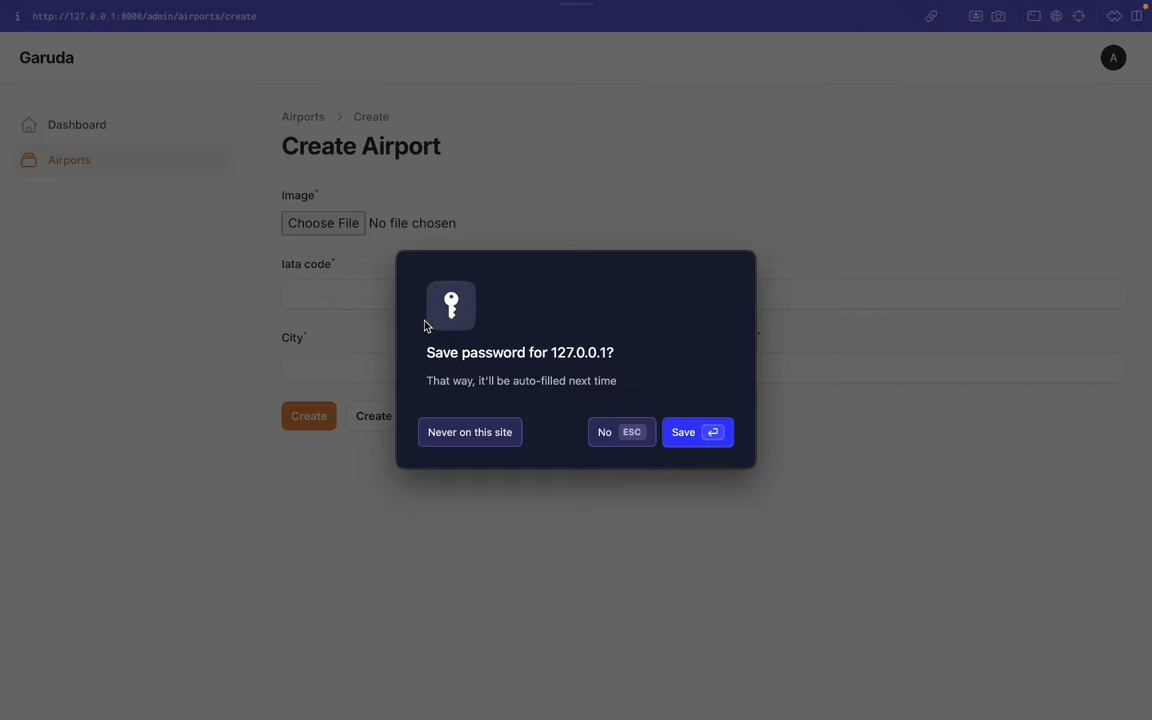 http://127.0.0.1:8000/admin/airports/create
Garuda
A
Dashboard
Airports
Airports > Create
Create Airport
Image*
Choose File No file chosen
Iata code*
City*
*
Create
Create
Save password for 127.0.0.1?
That way, it'll be auto-filled next time
Never on this site
No ESC
Save